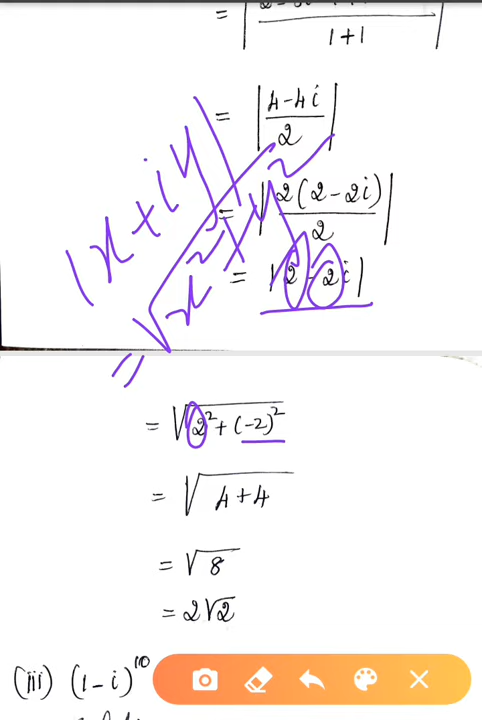 = | / 1+1 |
= | 4-4i / 2 |
= | 2(2-2i) / 2 |
= |2-2i|
|x+iy|
= √x²+y²
= √2²+(-2)²
= √4+4
= √8
= 2√2
(iii) (1-i)¹⁰